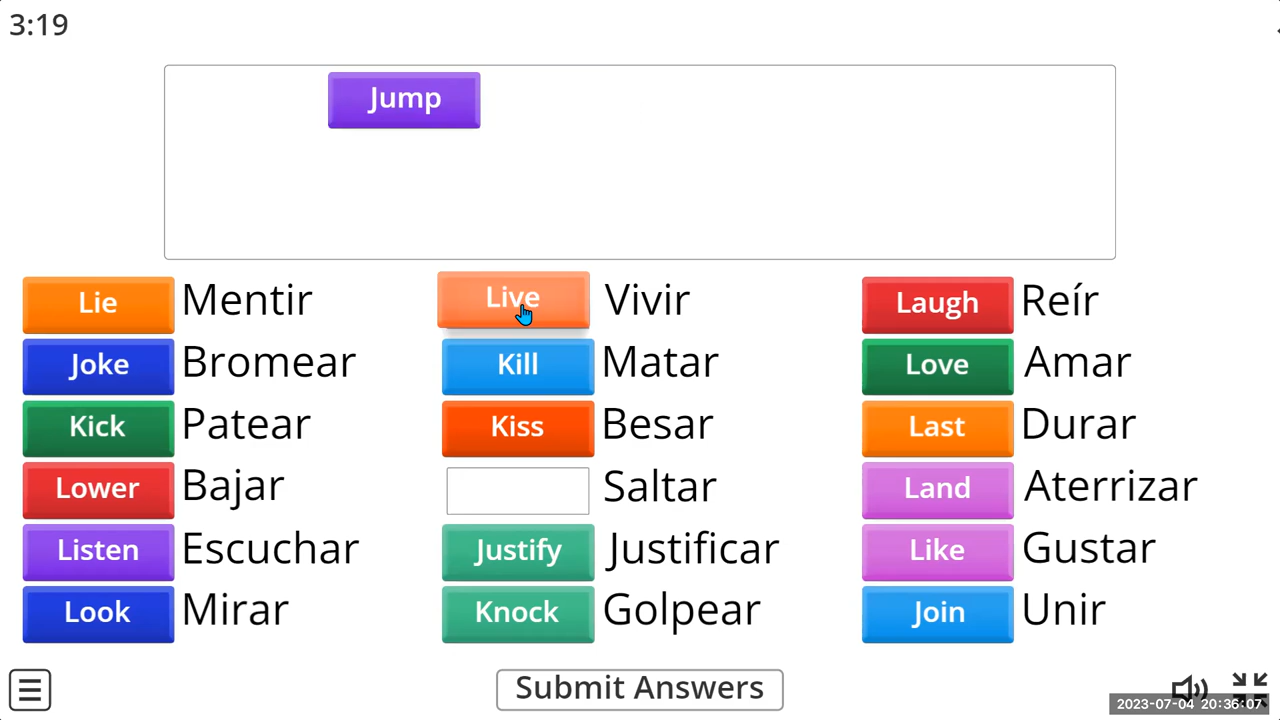 3:19
Jump
Lie Mentir Live Vivir Laugh Reír
Joke Bromear Kill Matar Love Amar
Kick Patear Kiss Besar Last Durar
Lower Bajar Saltar Land Aterrizar
Listen Escuchar Justify Justificar Like Gustar
Look Mirar Knock Golpear Join Unir
Submit Answers
2023-07-04 20:36:07